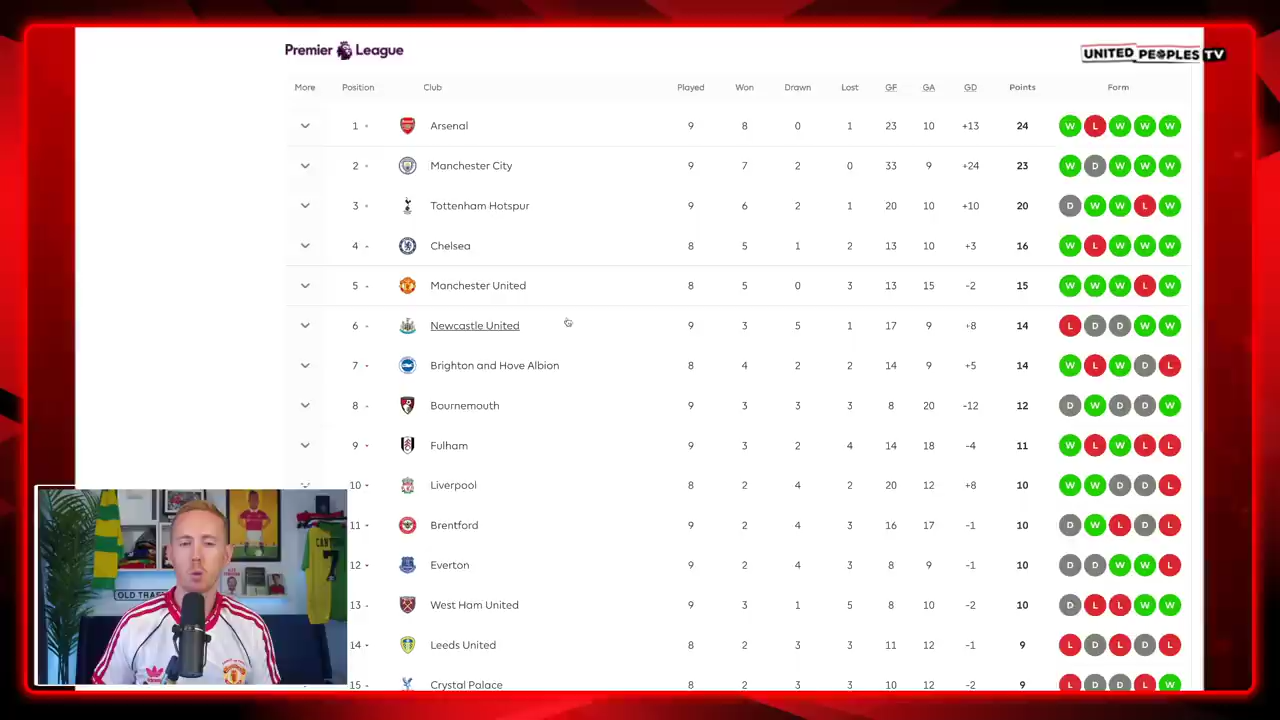 Premier League
UNITED PEOPLES TV
More Position Club Played Won Drawn Lost GF GA GD Points Form
1 Arsenal 9 8 0 1 23 10 +13 24 W L W W W
2 Manchester City 9 7 2 0 33 9 +24 23 W D W W W
3 Tottenham Hotspur 9 6 2 1 20 10 +10 20 D W W L W
4 Chelsea 8 5 1 2 13 10 +3 16 W L W W W
5 Manchester United 8 5 0 3 13 15 -2 15 W W W L W
6 Newcastle United 9 3 5 1 17 9 +8 14 L D D W W
7 Brighton and Hove Albion 8 4 2 2 14 9 +5 14 W L W D L
8 Bournemouth 9 3 3 3 8 20 -12 12 D W D D W
9 Fulham 9 3 2 4 14 18 -4 11 W L W L L
10 Liverpool 8 2 4 2 20 12 +8 10 W W D D L
11 Brentford 9 2 4 3 16 17 -1 10 D W L D L
12 Everton 9 2 4 3 8 9 -1 10 D D W W L
13 West Ham United 9 3 1 5 8 10 -2 10 D L L W W
14 Leeds United 8 2 3 3 11 12 -1 9 L D L D L
15 Crystal Palace 8 2 3 3 10 12 -2 9 L D D L W
CANTONA
7
OLD TRAF